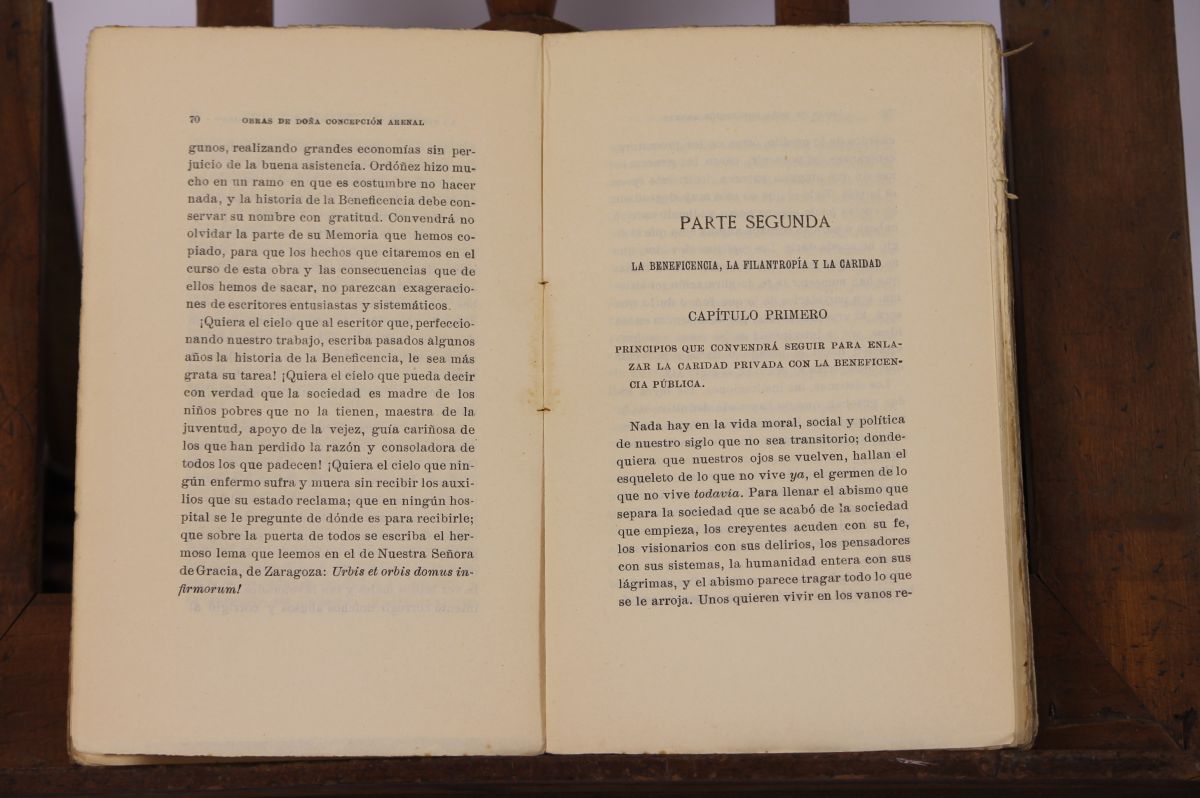 70 OBRAS DE DOÑA CONCEPCIÓN ARENAL
gunos, realizando grandes economías sin per-
juicio de la buena asistencia. Ordóñez hizo mu-
cho en un ramo en que es costumbre no hacer
nada, y la historia de la Beneficencia debe con-
servar su nombre con gratitud. Convendrá no
olvidar la parte de su Memoria que hemos co-
piado, para que los hechos que citaremos en el
curso de esta obra y las consecuencias que de
ellos hemos de sacar, no parezcan exageracio-
nes de escritores entusiastas y sistemáticos.
¡Quiera el cielo que al escritor que, perfeccio-
nando nuestro trabajo, escriba pasados algunos
años la historia de la Beneficencia, le sea más
grata su tarea! ¡Quiera el cielo que pueda decir
con verdad que la sociedad es madre de los
niños pobres que no la tienen, maestra de la
juventud, apoyo de la vejez, guía cariñosa de
los que han perdido la razón y consoladora de
todos los que padecen! ¡Quiera el cielo que nin-
gún enfermo sufra y muera sin recibir los auxi-
lios que su estado reclama; que en ningún hos-
pital se le pregunte de dónde es para recibirle;
que sobre la puerta de todos se escriba el her-
moso lema que leemos en el de Nuestra Señora
de Gracia, de Zaragoza: Urbis et orbis domus in-
firmorum!
PARTE SEGUNDA
LA BENEFICENCIA, LA FILANTROPÍA Y LA CARIDAD
CAPÍTULO PRIMERO
PRINCIPIOS QUE CONVENDRÁ SEGUIR PARA ENLA-
ZAR LA CARIDAD PRIVADA CON LA BENEFICEN-
CIA PÚBLICA.
Nada hay en la vida moral, social y política
de nuestro siglo que no sea transitorio; donde-
quiera que nuestros ojos se vuelven, hallan el
esqueleto de lo que no vive ya, el germen de lo
que no vive todavía. Para llenar el abismo que
separa la sociedad que se acabó de la sociedad
que empieza, los creyentes acuden con su fe,
los visionarios con sus delirios, los pensadores
con sus sistemas, la humanidad entera con sus
lágrimas, y el abismo parece tragar todo lo que
se le arroja. Unos quieren vivir en los vanos re-